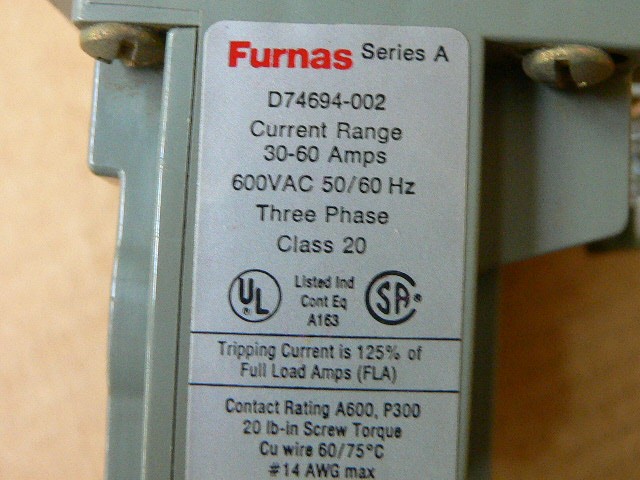 Furnas Series A
D74694-002
Current Range
30-60 Amps
600VAC 50/60 Hz
Three Phase
Class 20
UL
Listed Ind
Cont Eq
A163
SA
Tripping Current is 125% of
Full Load Amps (FLA)
Contact Rating A600, P300
20 lb-in Screw Torque
Cu wire 60/75°C
#14 AWG max